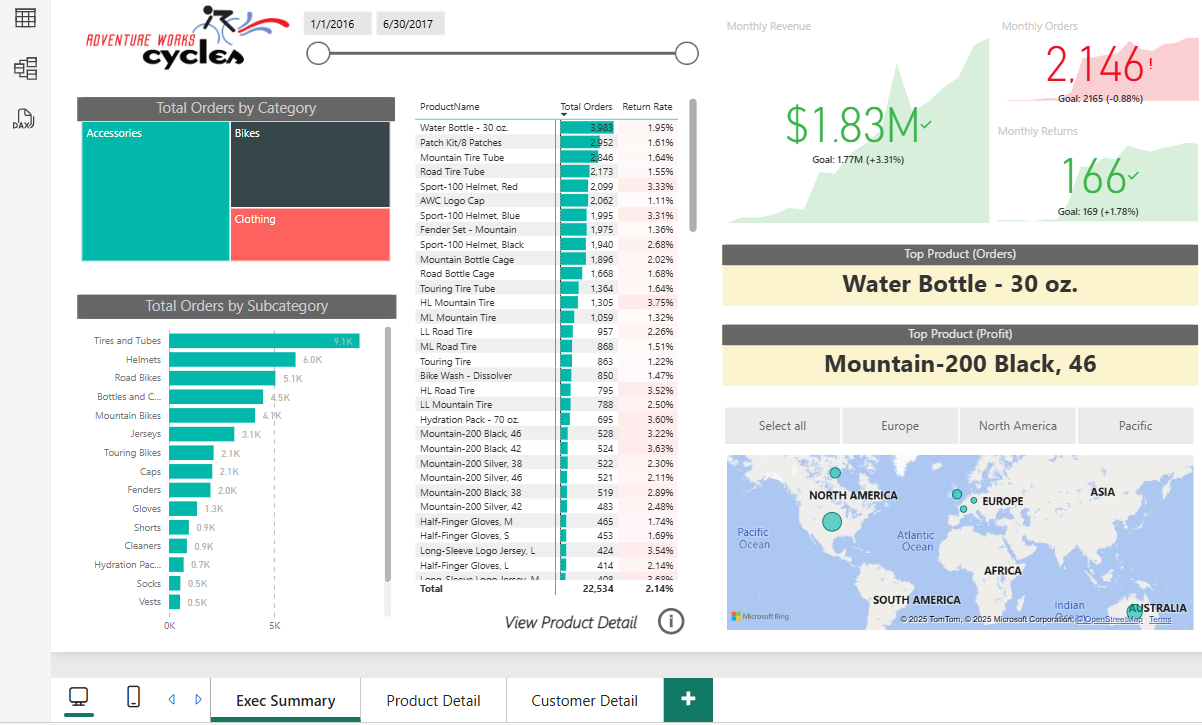 DAX
ADVENTURE WORKS
cycles
1/1/2016 6/30/2017
Total Orders by Category
Accessories
Bikes
Clothing
Total Orders by Subcategory
Tires and Tubes 9.1K
Helmets 6.0K
Road Bikes 5.1K
Bottles and C... 4.5K
Mountain Bikes 4.1K
Jerseys 3.1K
Touring Bikes 2.1K
Caps 2.1K
Fenders 2.0K
Gloves 1.3K
Shorts 0.9K
Cleaners 0.9K
Hydration Pac... 0.7K
Socks 0.5K
Vests 0.5K
0K 5K
ProductName Total Orders Return Rate
Water Bottle - 30 oz. 3,983 1.95%
Patch Kit/8 Patches 2,952 1.61%
Mountain Tire Tube 2,846 1.64%
Road Tire Tube 2,173 1.55%
Sport-100 Helmet, Red 2,099 3.33%
AWC Logo Cap 2,062 1.11%
Sport-100 Helmet, Blue 1,995 3.31%
Fender Set - Mountain 1,975 1.36%
Sport-100 Helmet, Black 1,940 2.68%
Mountain Bottle Cage 1,896 2.02%
Road Bottle Cage 1,668 1.68%
Touring Tire Tube 1,364 1.64%
HL Mountain Tire 1,305 3.75%
ML Mountain Tire 1,059 1.32%
LL Road Tire 957 2.26%
ML Road Tire 868 1.51%
Touring Tire 863 1.22%
Bike Wash - Dissolver 850 1.47%
HL Road Tire 795 3.52%
LL Mountain Tire 788 2.50%
Hydration Pack - 70 oz. 695 3.60%
Mountain-200 Black, 46 528 3.22%
Mountain-200 Black, 42 524 3.63%
Mountain-200 Silver, 38 522 2.30%
Mountain-200 Silver, 46 521 2.11%
Mountain-200 Black, 38 519 2.89%
Mountain-200 Silver, 42 483 2.48%
Half-Finger Gloves, M 465 1.74%
Half-Finger Gloves, S 453 1.69%
Long-Sleeve Logo Jersey, L 424 3.54%
Half-Finger Gloves, L 414 2.14%
Long-Sleeve Logo Jersey, M 408 3.68%
Total 22,534 2.14%
View Product Detail
Monthly Revenue
$1.83M
Goal: 1.77M (+3.31%)
Monthly Orders
2,146!
Goal: 2165 (-0.88%)
Monthly Returns
166
Goal: 169 (+1.78%)
Top Product (Orders)
Water Bottle - 30 oz.
Top Product (Profit)
Mountain-200 Black, 46
Select all Europe North America Pacific
NORTH AMERICA
EUROPE
ASIA
Pacific
Ocean
Atlantic
Ocean
AFRICA
SOUTH AMERICA
Indian
Ocean
AUSTRALIA
Microsoft Bing
© 2025 TomTom, © 2025 Microsoft Corporation, © OpenStreetMap Terms
Exec Summary Product Detail Customer Detail +